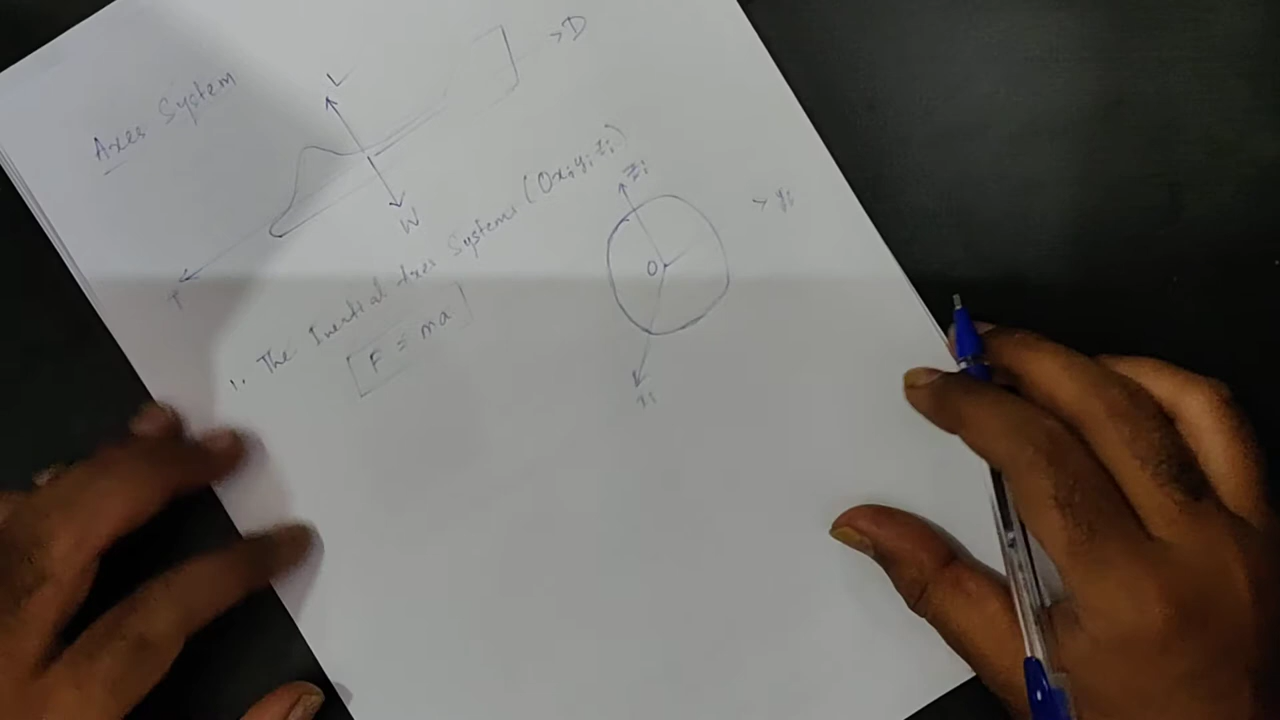 Axes System
L
D
W
T
1. The Inertial Axes Systems (Oxiyizi)
F = ma
zi
yi
O
xi